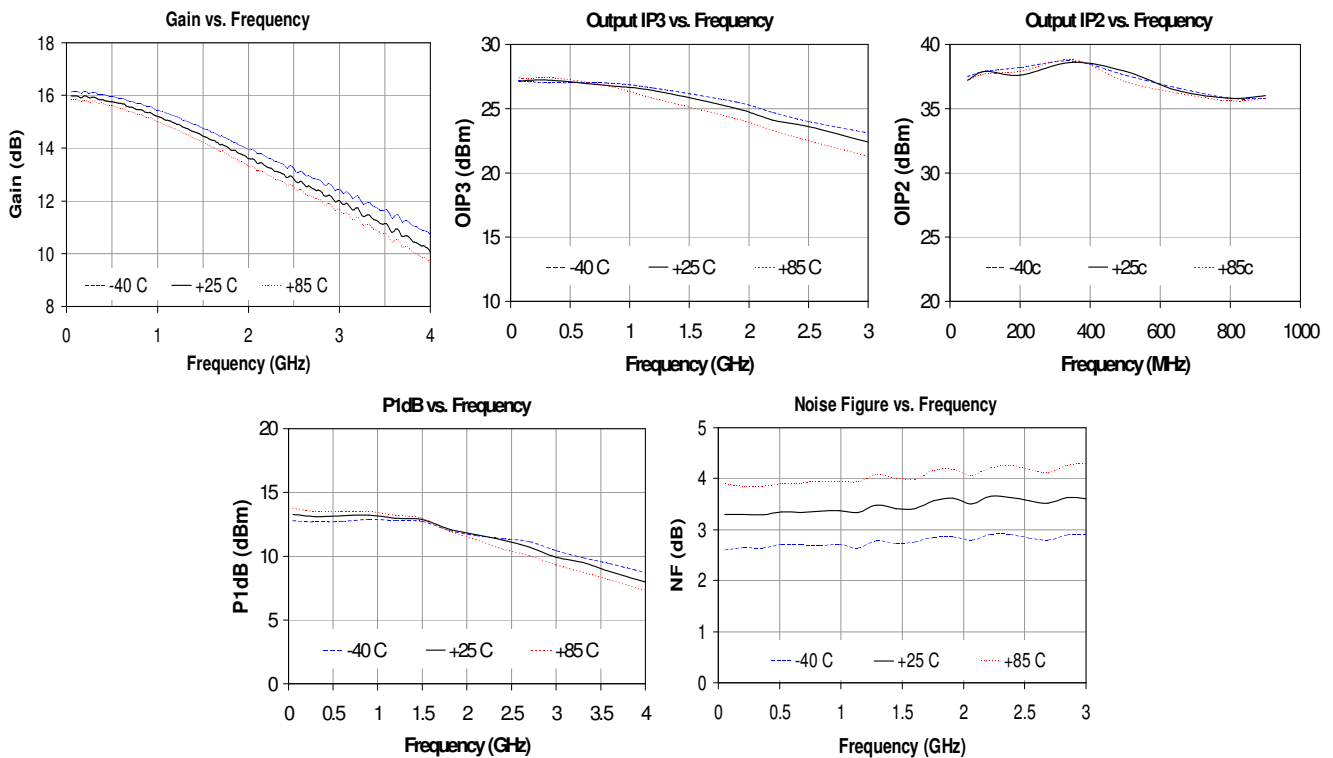 Gain vs. Frequency
18
16
14
12
10
8
Gain (dB)
-40 C
+25 C
+85 C
0
1
2
3
4
Frequency (GHz)
Output IP3 vs. Frequency
30
25
20
15
10
OIP3 (dBm)
-40 C
+25 C
+85 C
0
0.5
1
1.5
2
2.5
3
Frequency (GHz)
Output IP2 vs. Frequency
40
35
30
25
20
OIP2 (dBm)
-40c
+25c
+85c
0
200
400
600
800
1000
Frequency (MHz)
P1dB vs. Frequency
20
15
10
5
0
P1dB (dBm)
-40 C
+25 C
+85 C
0
0.5
1
1.5
2
2.5
3
3.5
4
Frequency (GHz)
Noise Figure vs. Frequency
5
4
3
2
1
0
NF (dB)
-40 C
+25 C
+85 C
0
0.5
1
1.5
2
2.5
3
Frequency (GHz)